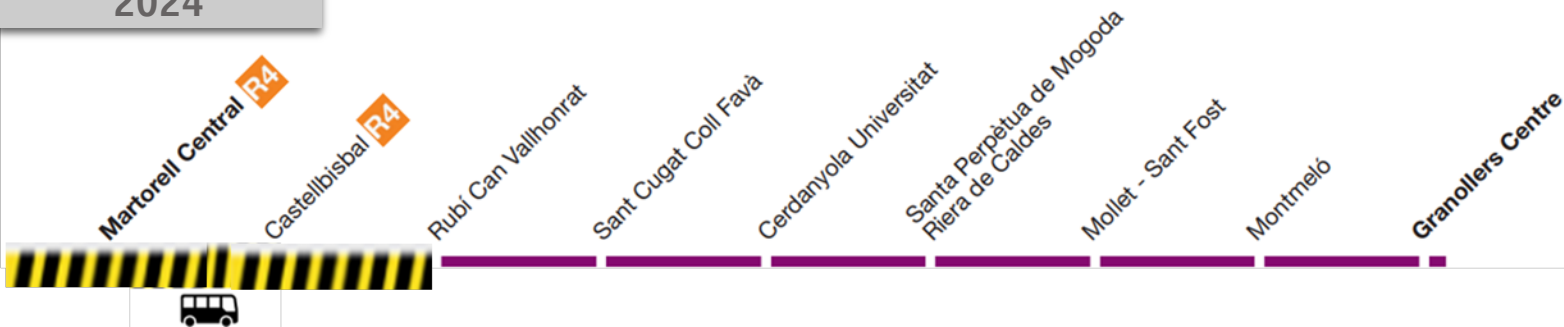 2024
Martorell Central R4
Castellbisbal R4
Rubí Can Vallhonrat
Sant Cugat Coll Favà
Cerdanyola Universitat
Santa Perpètua de Mogoda
Riera de Caldes
Mollet - Sant Fost
Montmeló
Granollers Centre